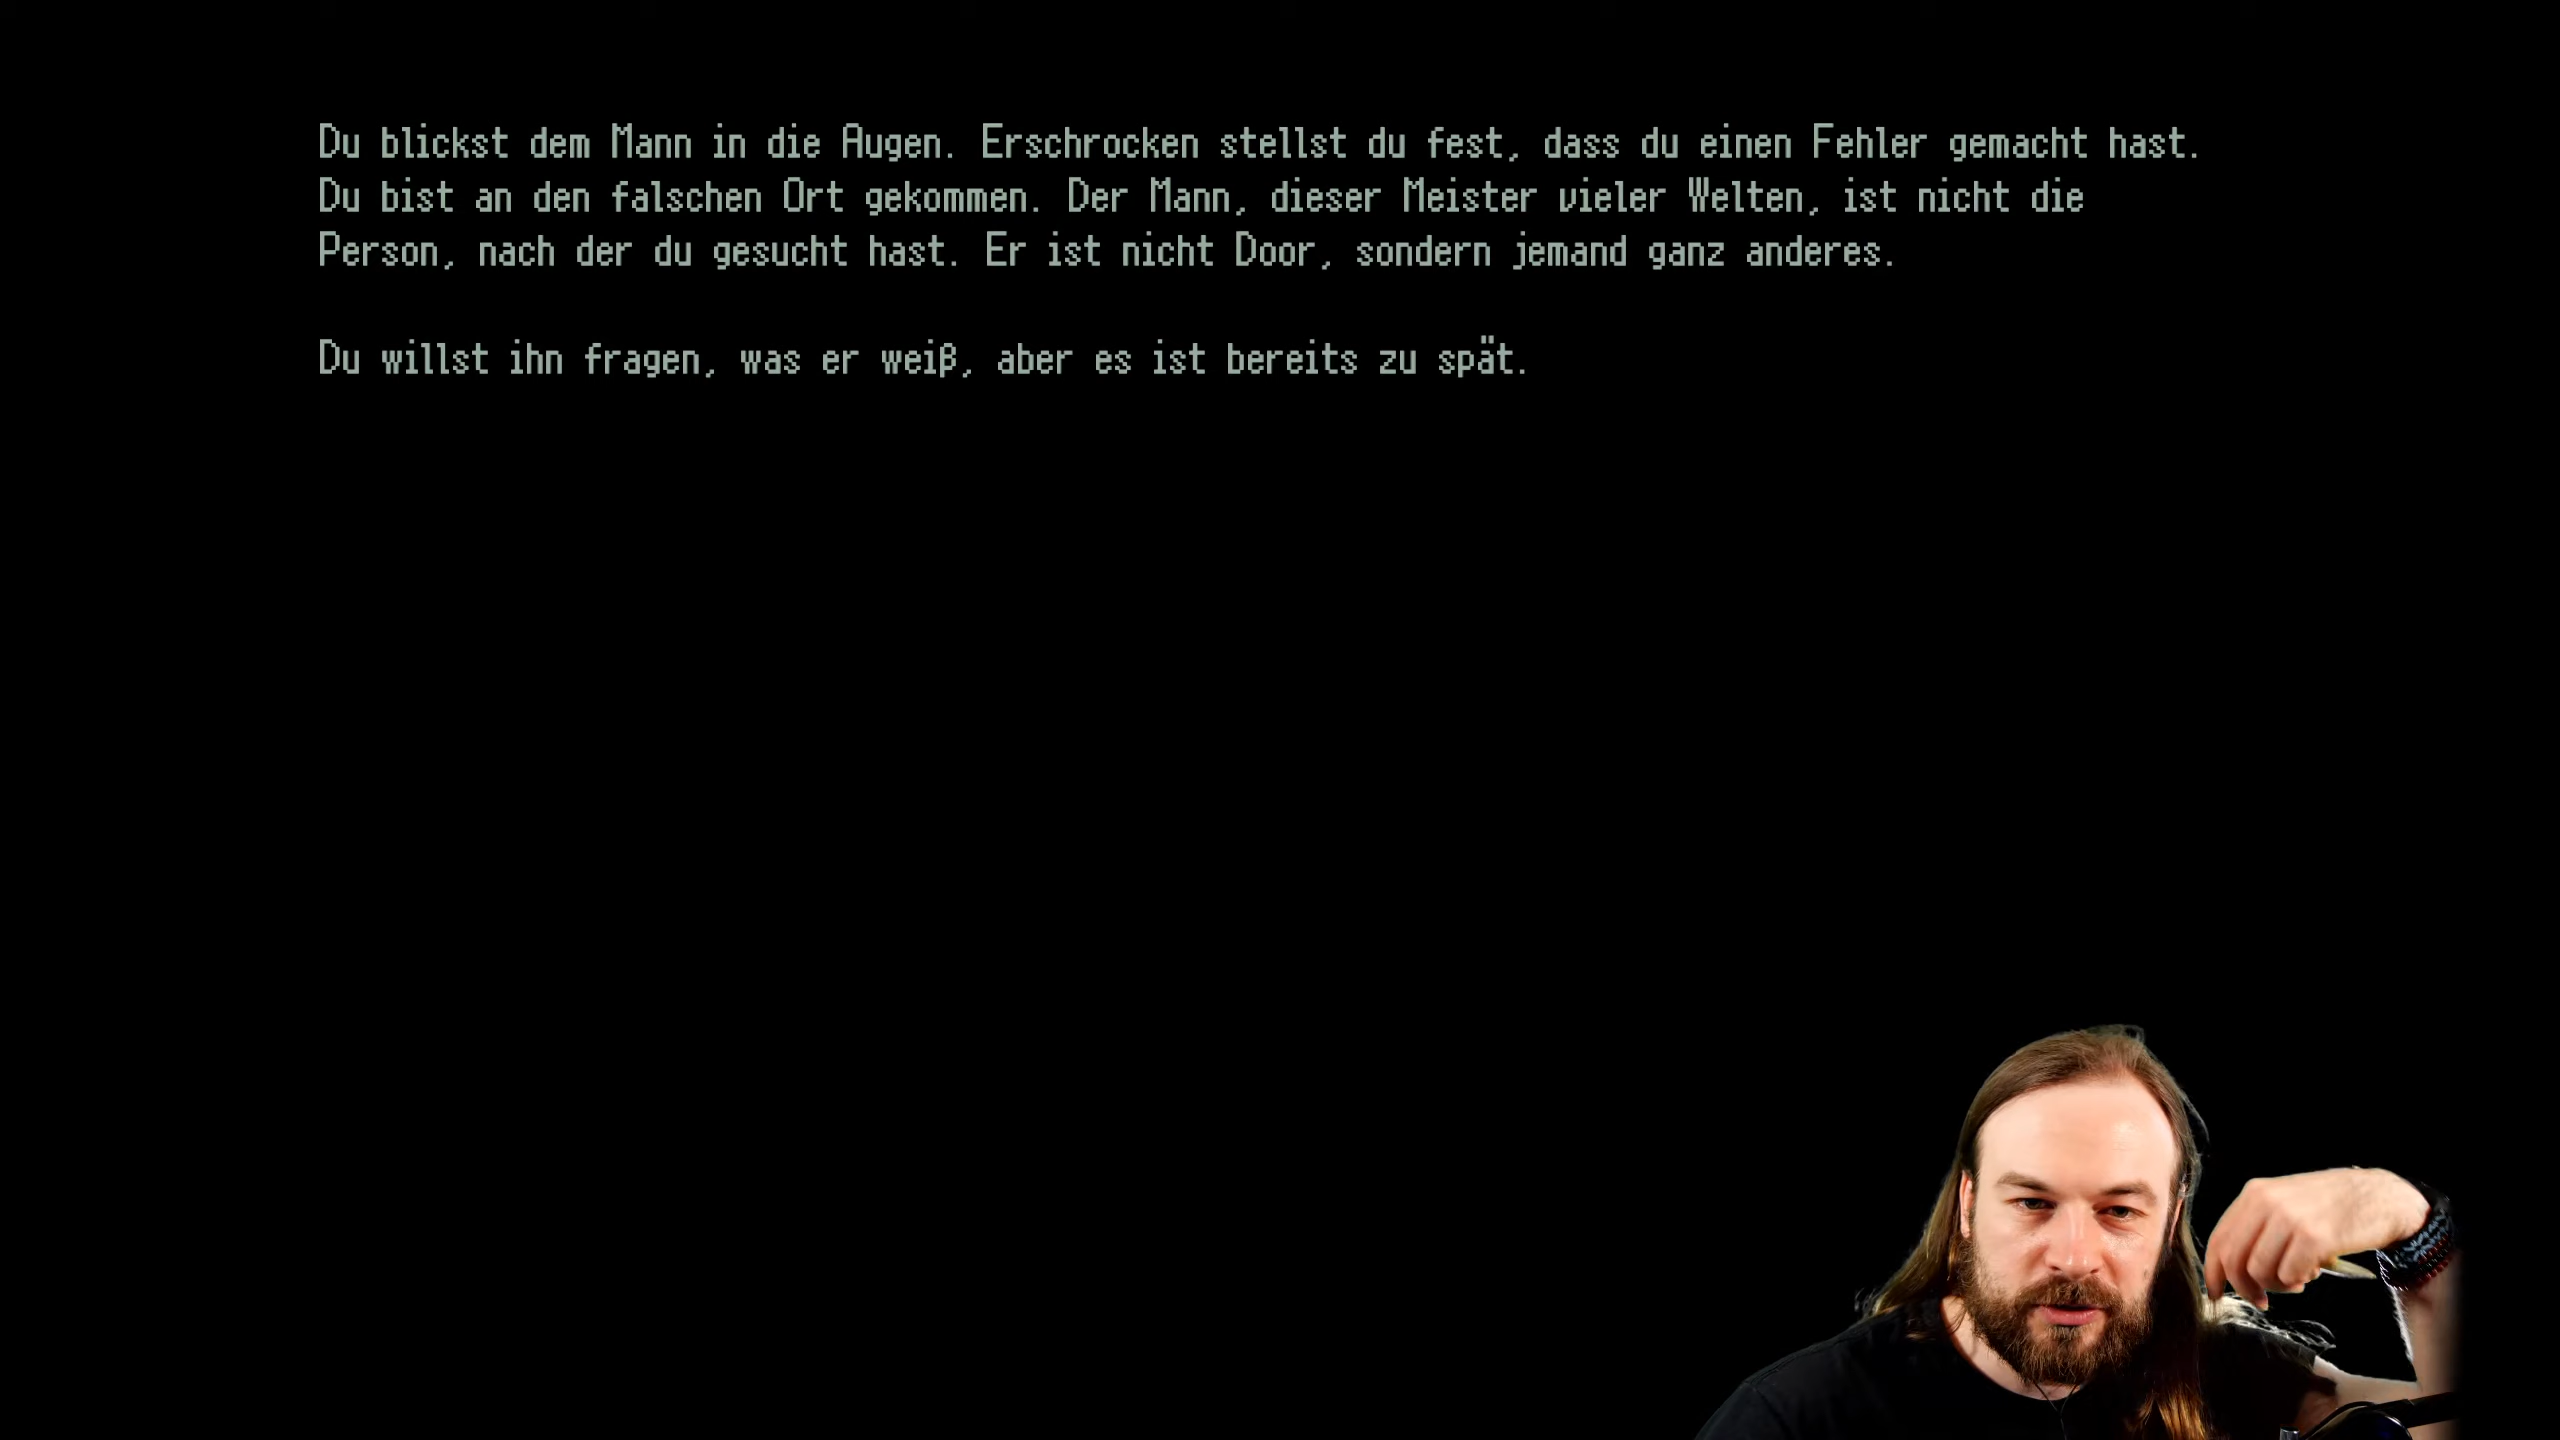 Du blickst dem Mann in die Augen. Erschrocken stellst du fest, dass du einen Fehler gemacht hast.
Du bist an den falschen Ort gekommen. Der Mann, dieser Meister vieler Welten, ist nicht die
Person, nach der du gesucht hast. Er ist nicht Door, sondern jemand ganz anderes.
Du willst ihn fragen, was er weiß, aber es ist bereits zu spät.